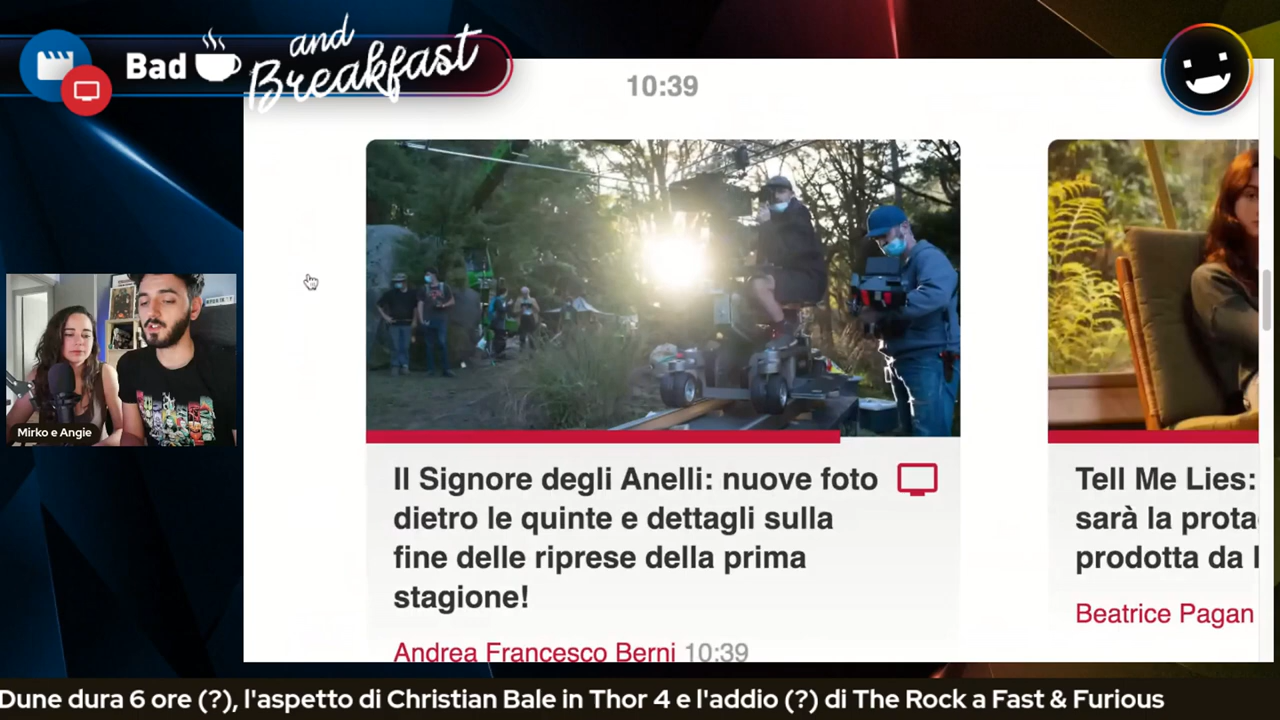 Bad and Breakfast
10:39
Mirko e Angie
Il Signore degli Anelli: nuove foto
dietro le quinte e dettagli sulla
fine delle riprese della prima
stagione!
Andrea Francesco Berni 10:39
Tell Me Lies:
sarà la prota
prodotta da
Beatrice Pagan
Dune dura 6 ore (?), l'aspetto di Christian Bale in Thor 4 e l'addio (?) di The Rock a Fast & Furious